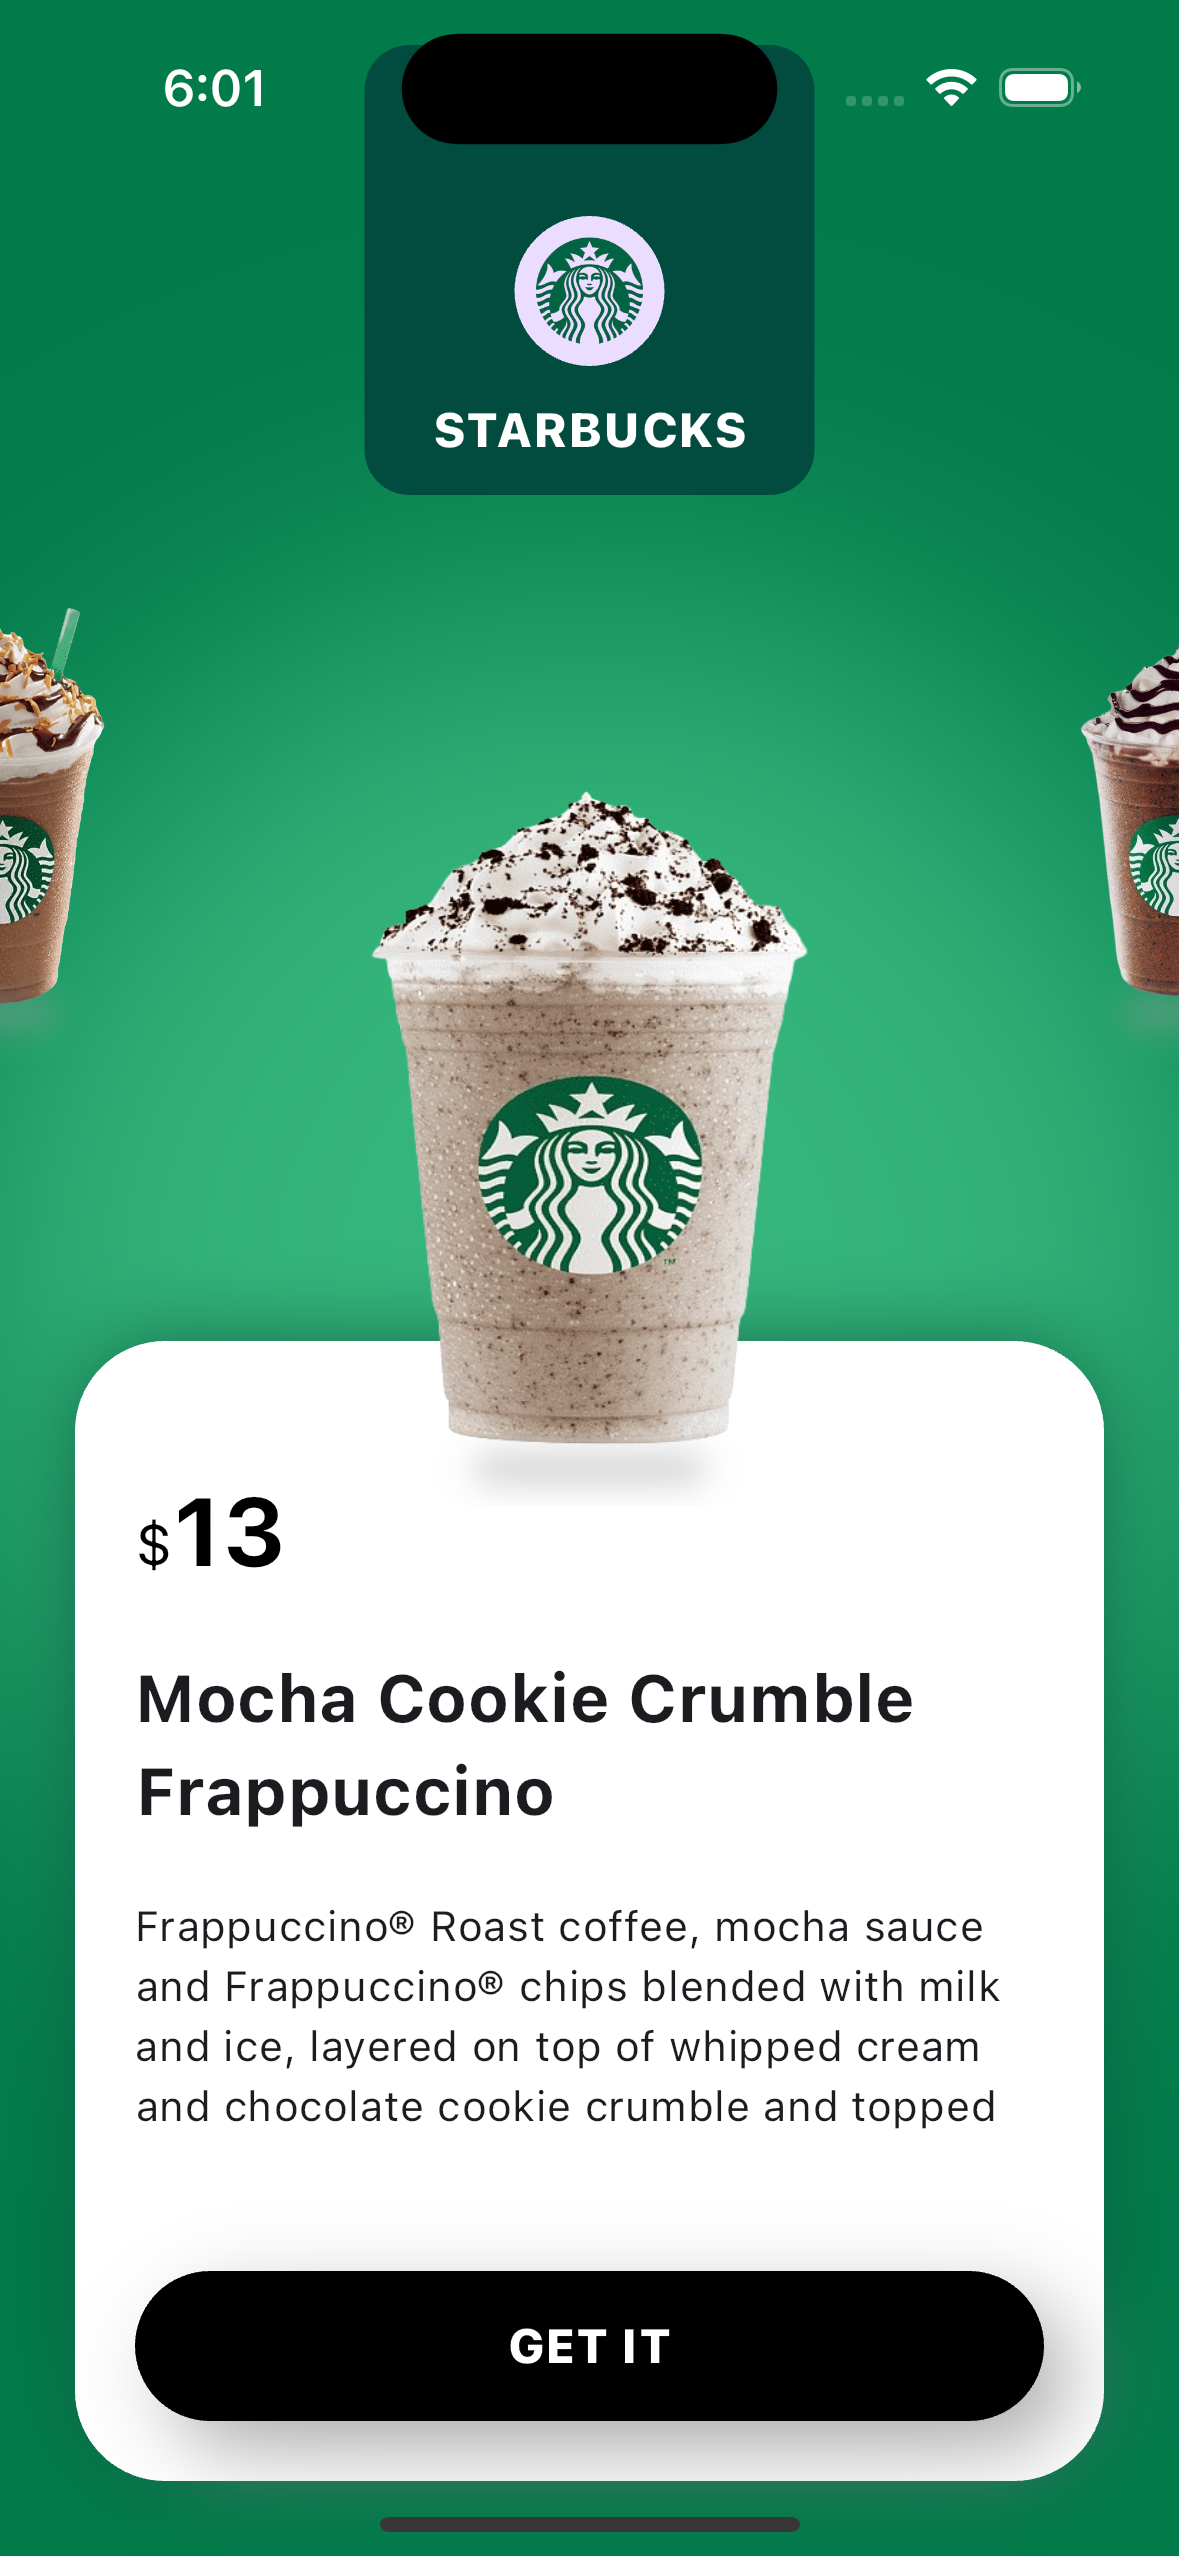 6:01
STARBUCKS
TM
$13
Mocha Cookie Crumble
Frappuccino
Frappuccino® Roast coffee, mocha sauce
and Frappuccino® chips blended with milk
and ice, layered on top of whipped cream
and chocolate cookie crumble and topped
GET IT